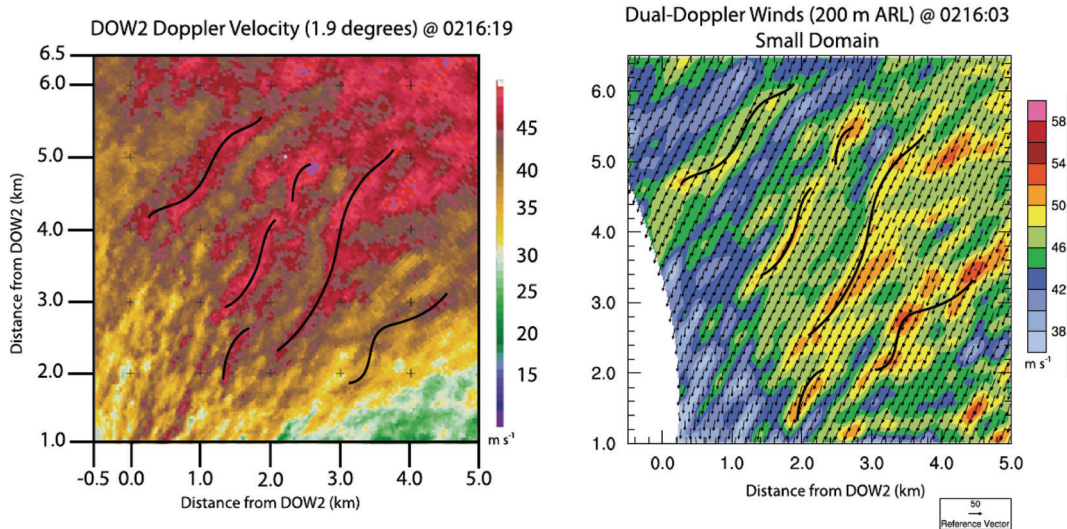 DOW2 Doppler Velocity (1.9 degrees) @ 0216:19
6.5
6.0
5.0
4.0
3.0
2.0
1.0
Distance from DOW2 (km)
-0.5 0.0 1.0 2.0 3.0 4.0 5.0
Distance from DOW2 (km)
45
40
35
30
25
20
15
m s-1
Dual-Doppler Winds (200 m ARL) @ 0216:03
Small Domain
6.0
5.0
4.0
3.0
2.0
1.0
0.0 1.0 2.0 3.0 4.0 5.0
Distance from DOW2 (km)
58
54
50
46
42
38
m s-1
50
Reference Vector